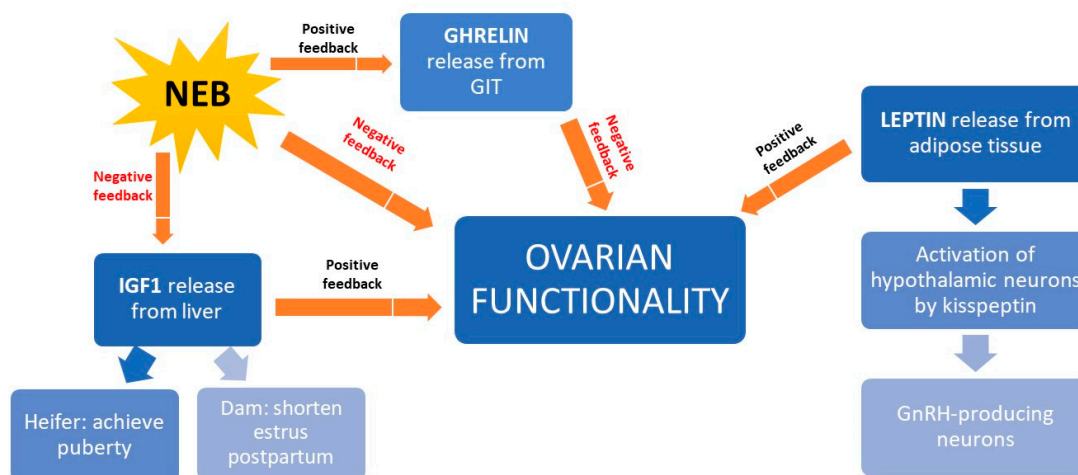 NEB
Positive
feedback
GHRELIN
release from
GIT
Negative
feedback
Negative
feedback
Negative
feedback
Positive
feedback
LEPTIN release from
adipose tissue
IGF1 release
from liver
Positive
feedback
OVARIAN
FUNCTIONALITY
Activation of
hypothalamic neurons
by kisspeptin
Heifer: achieve
puberty
Dam: shorten
estrus
postpartum
GnRH-producing
neurons